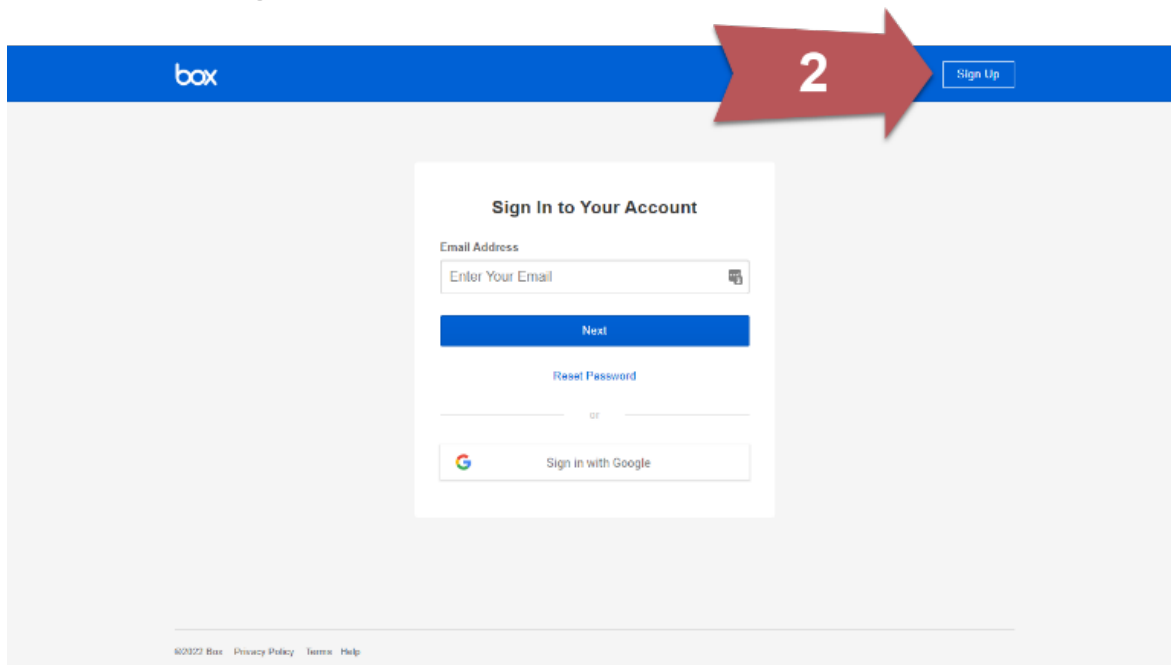 box
2
Sign Up
Sign In to Your Account
Email Address
Enter Your Email
Next
Reset Password
or
Sign in with Google
©2022 Box Privacy Policy Terms Help